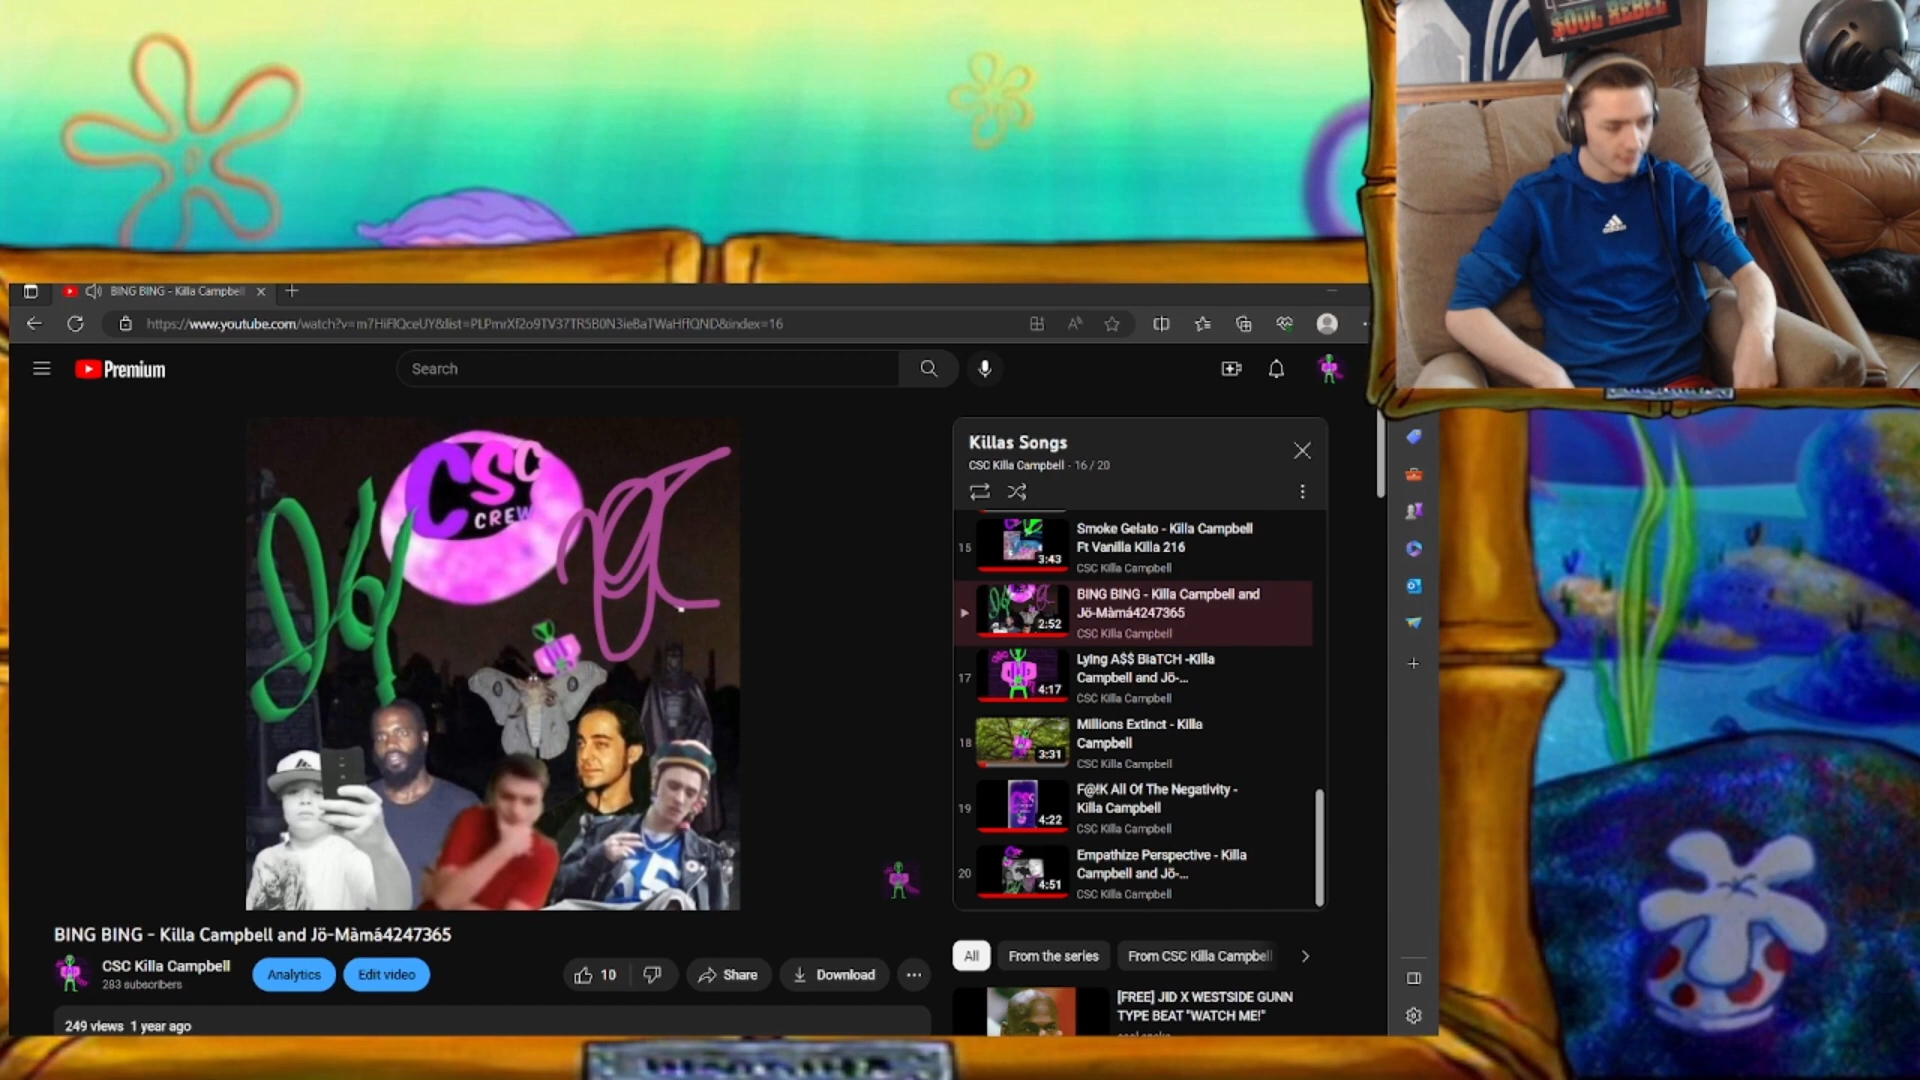 $OUL REBEL
BING BING - Killa Campbell
https://www.youtube.com/watch?v=m7HiFlQceUY&list=PLPmrXf2o9TV37TR5B0N3ieBaTWaHffQND&index=16
Premium
Search
CSC
CREW
Killas Songs
CSC Killa Campbell - 16 / 20
15
Smoke Gelato - Killa Campbell
Ft Vanilla Killa 216
3:43
CSC Killa Campbell
BING BING - Killa Campbell and
Jö-Màmá4247365
2:52
CSC Killa Campbell
17
Lying A$$ BiaTCH -Killa
Campbell and Jö-...
4:17
CSC Killa Campbell
18
Millions Extinct - Killa
Campbell
3:31
CSC Killa Campbell
19
F@!K All Of The Negativity -
Killa Campbell
4:22
CSC Killa Campbell
20
Empathize Perspective - Killa
Campbell and Jö-...
4:51
CSC Killa Campbell
BING BING - Killa Campbell and Jö-Màmá4247365
CSC Killa Campbell
283 subscribers
Analytics
Edit video
10
Share
Download
249 views 1 year ago
All
From the series
From CSC Killa Campbell
[FREE] JID X WESTSIDE GUNN
TYPE BEAT "WATCH ME!"